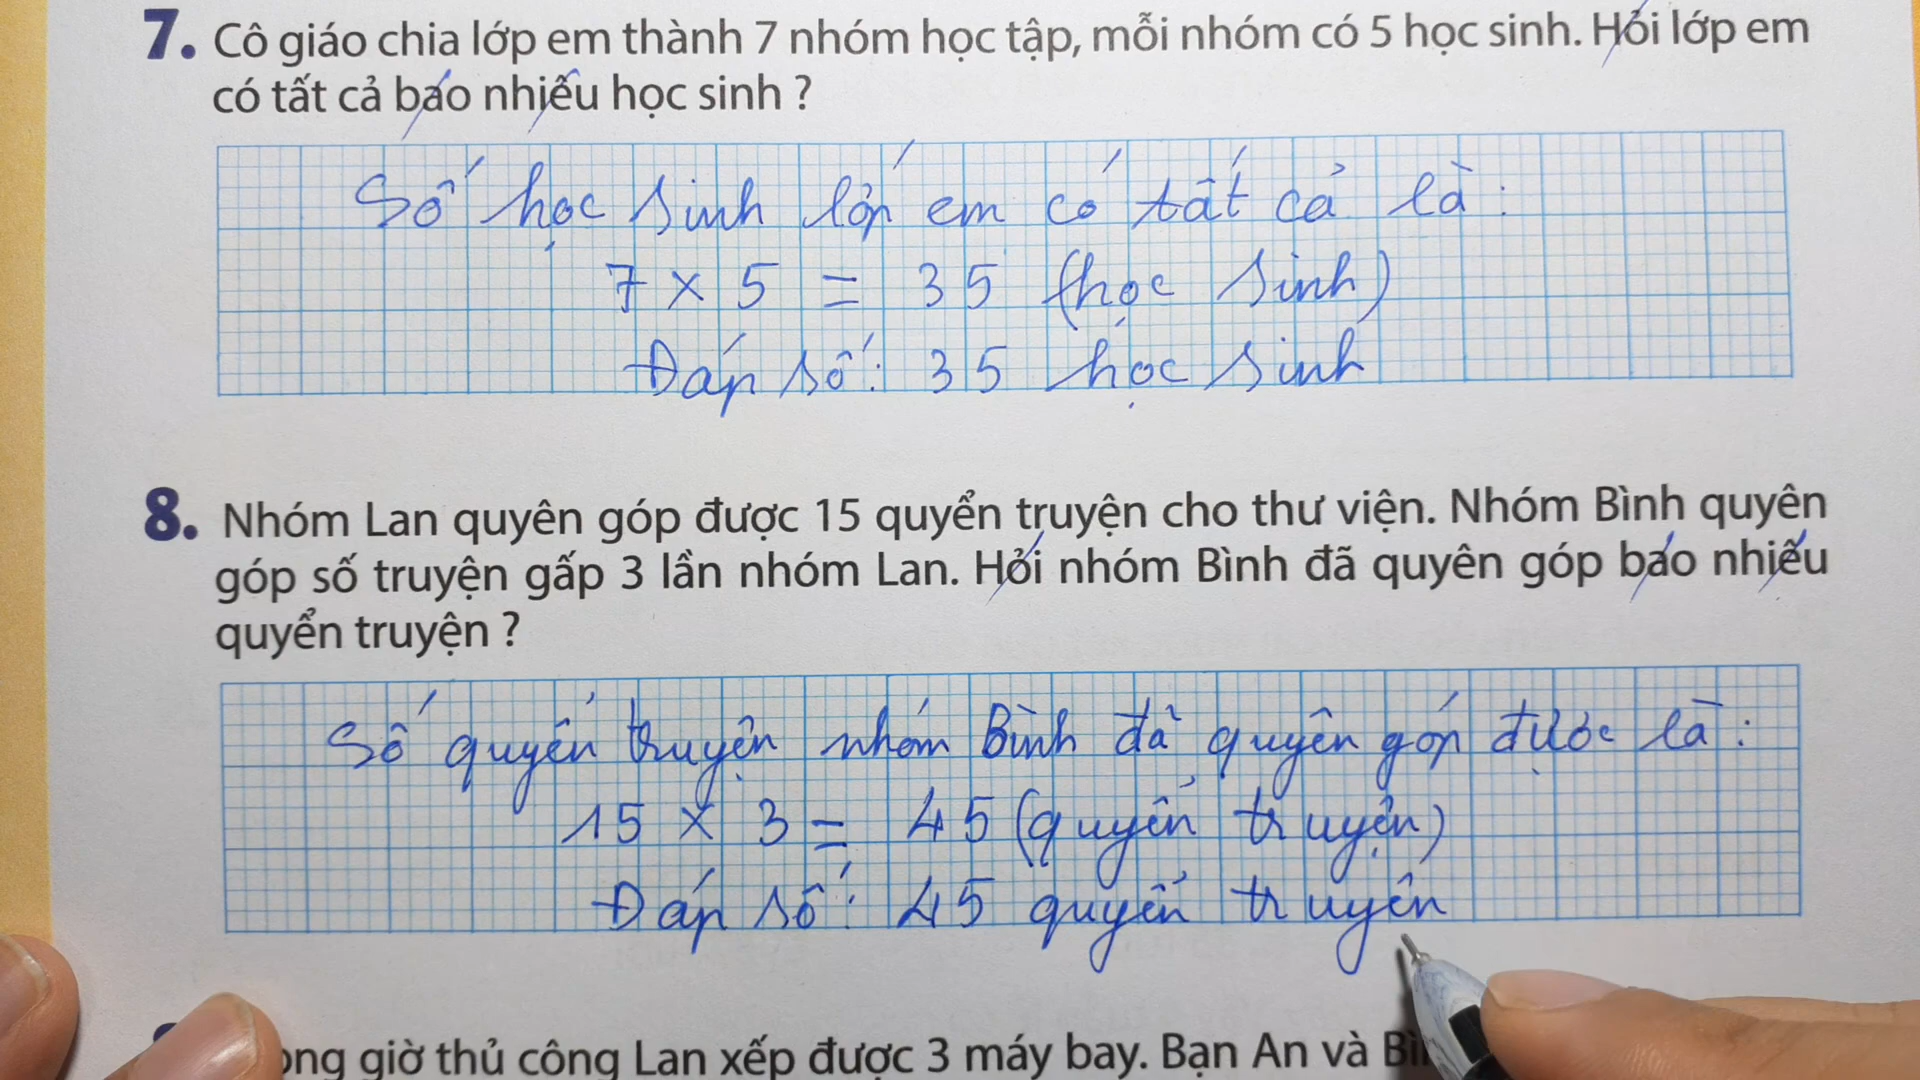 7. Cô giáo chia lớp em thành 7 nhóm học tập, mỗi nhóm có 5 học sinh. Hỏi lớp em
có tất cả bao nhiêu học sinh ?
Số học sinh lớp em có tất cả là :
7 x 5 = 35 (học sinh)
Đáp số : 35 học sinh
8. Nhóm Lan quyên góp được 15 quyển truyện cho thư viện. Nhóm Bình quyên
góp số truyện gấp 3 lần nhóm Lan. Hỏi nhóm Bình đã quyên góp bao nhiêu
quyển truyện ?
Số quyển truyện nhóm Bình đã quyên góp được là :
15 x 3 = 45 (quyển truyện)
Đáp số : 45 quyển truyên
giờ thủ công Lan xếp được 3 máy bay. Bạn An và